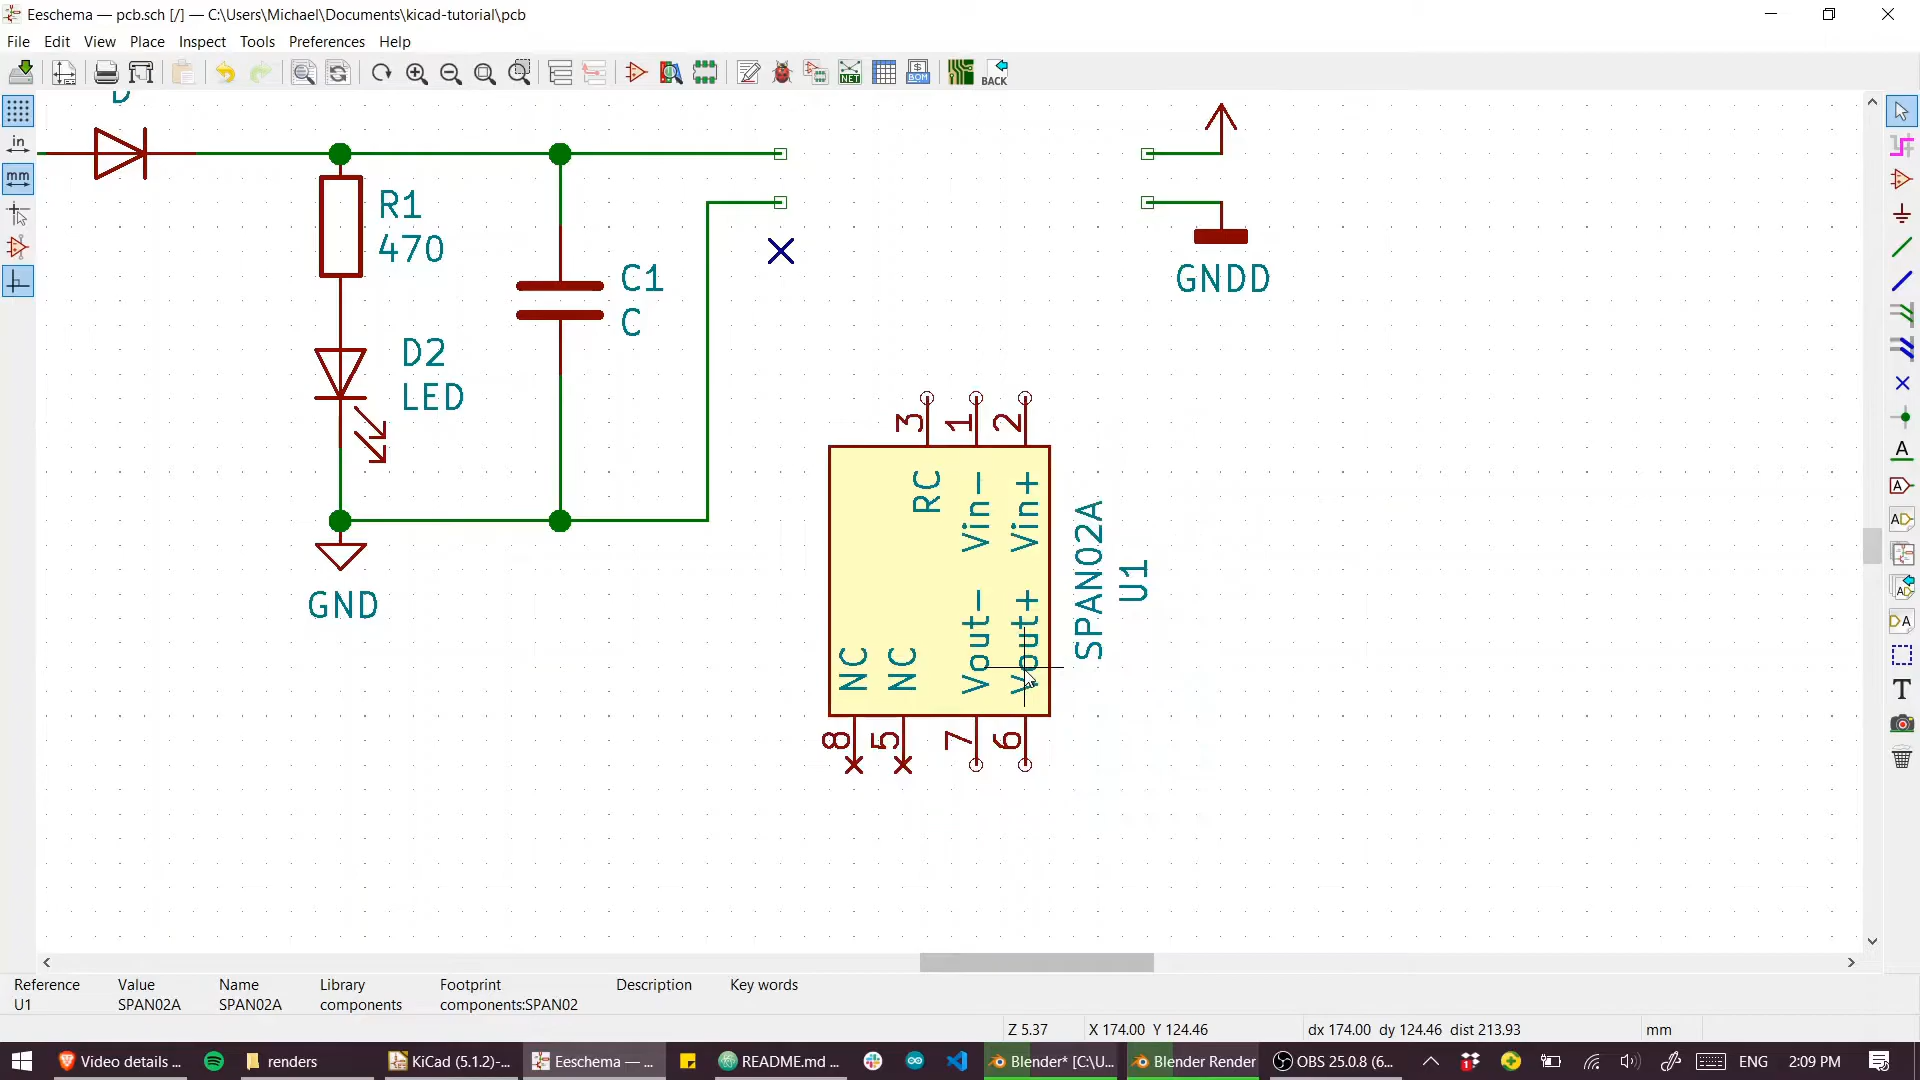 Eeschema — pcb.sch [/] — C:\Users\Michael\Documents\kicad-tutorial\pcb
File Edit View Place Inspect Tools Preferences Help
NET
BOM
BACK
in
mm
D
R1
470
C1
C
D2
LED
GND
GNDD
3 1 2
RC Vin- Vin+
NC NC Vout- Vout+
8 5 7 6
SPAN02A
U1
A
A
AD
AD
DA
T
Reference Value Name Library Footprint Description Key words
U1 SPAN02A SPAN02A components components:SPAN02
Z 5.37 X 174.00 Y 124.46 dx 174.00 dy 124.46 dist 213.93 mm
Video details ... renders KiCad (5.1.2)-... Eeschema — ... README.md ... Blender* [C:\U... Blender Render OBS 25.0.8 (6... ENG 2:09 PM